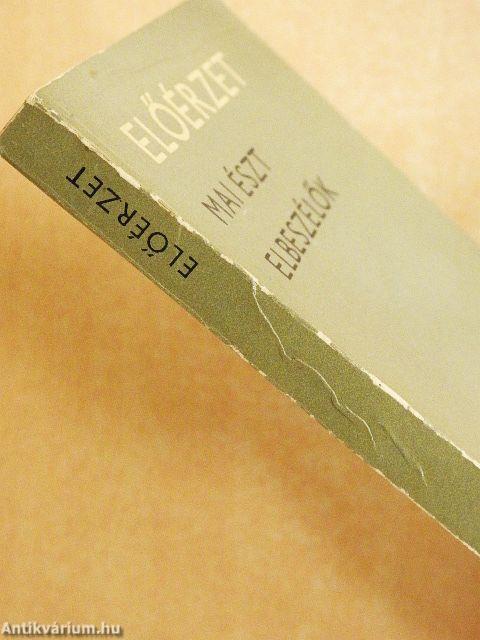 ELŐÉRZET
MAI ÉSZT
ELBESZÉLŐK
ELŐÉRZET
Antikvárium.hu